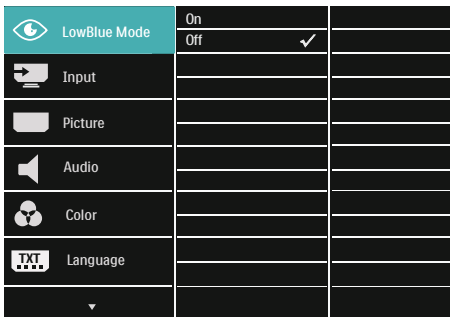 LowBlue Mode
On
Off
Input
Picture
Audio
Color
TXT
Language